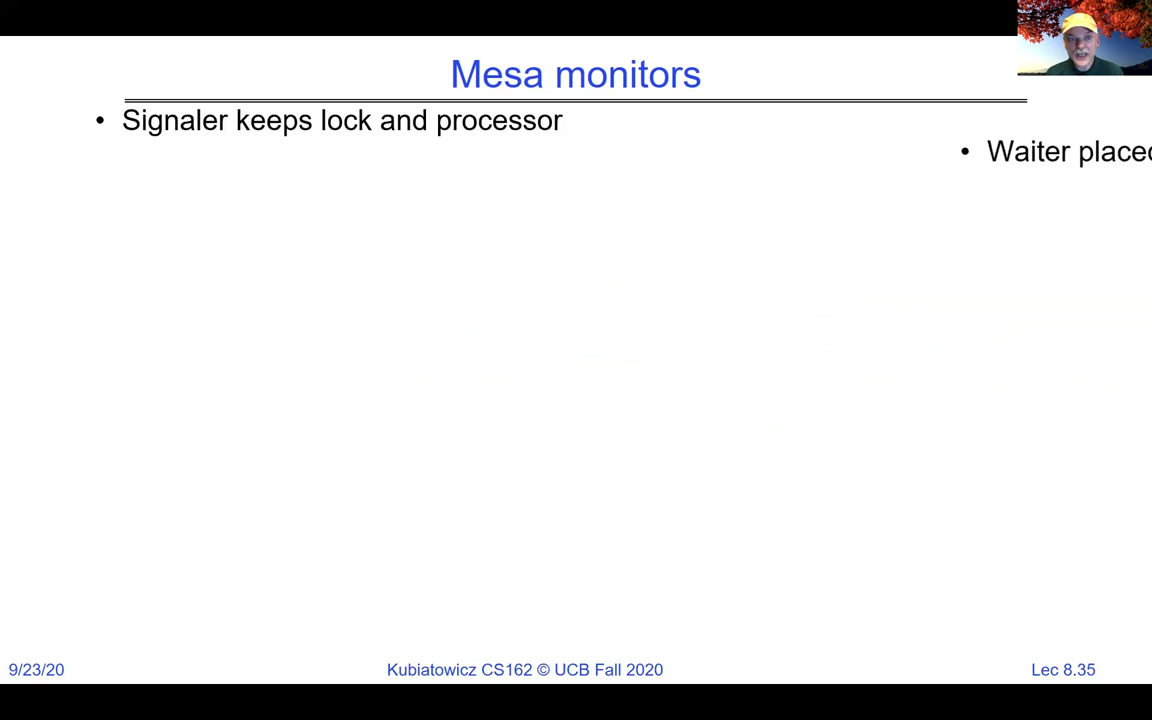 Mesa monitors
• Signaler keeps lock and processor
• Waiter
9/23/20
Kubiatowicz CS162 © UCB Fall 2020
Lec 8.35